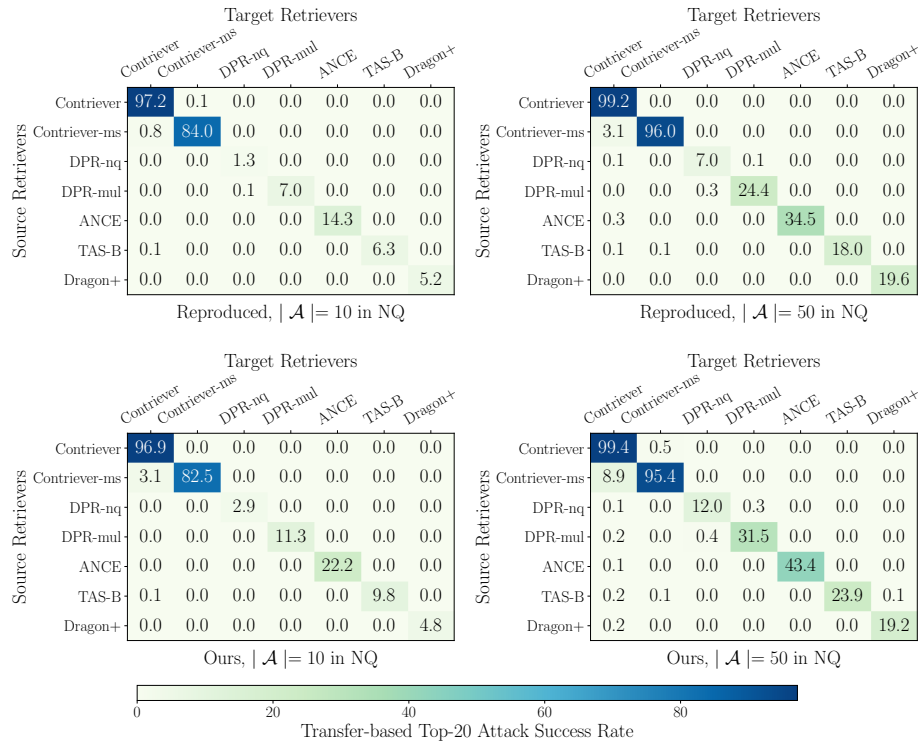 Target Retrievers
Contriever Contriever-ms DPR-nq DPR-mul ANCE TAS-B Dragon+
Source Retrievers
Contriever 97.2 0.1 0.0 0.0 0.0 0.0 0.0
Contriever-ms 0.8 84.0 0.0 0.0 0.0 0.0 0.0
DPR-nq 0.0 0.0 1.3 0.0 0.0 0.0 0.0
DPR-mul 0.0 0.0 0.1 7.0 0.0 0.0 0.0
ANCE 0.0 0.0 0.0 0.0 14.3 0.0 0.0
TAS-B 0.1 0.0 0.0 0.0 0.0 6.3 0.0
Dragon+ 0.0 0.0 0.0 0.0 0.0 0.0 5.2
Reproduced, | 𝓐 |= 10 in NQ
Target Retrievers
Contriever Contriever-ms DPR-nq DPR-mul ANCE TAS-B Dragon+
Source Retrievers
Contriever 99.2 0.0 0.0 0.0 0.0 0.0 0.0
Contriever-ms 3.1 96.0 0.0 0.0 0.0 0.0 0.0
DPR-nq 0.1 0.0 7.0 0.1 0.0 0.0 0.0
DPR-mul 0.0 0.0 0.3 24.4 0.0 0.0 0.0
ANCE 0.3 0.0 0.0 0.0 34.5 0.0 0.0
TAS-B 0.1 0.1 0.0 0.0 0.0 18.0 0.0
Dragon+ 0.0 0.0 0.0 0.0 0.0 0.0 19.6
Reproduced, | 𝓐 |= 50 in NQ
Target Retrievers
Contriever Contriever-ms DPR-nq DPR-mul ANCE TAS-B Dragon+
Source Retrievers
Contriever 96.9 0.0 0.0 0.0 0.0 0.0 0.0
Contriever-ms 3.1 82.5 0.0 0.0 0.0 0.0 0.0
DPR-nq 0.0 0.0 2.9 0.0 0.0 0.0 0.0
DPR-mul 0.0 0.0 0.0 11.3 0.0 0.0 0.0
ANCE 0.0 0.0 0.0 0.0 22.2 0.0 0.0
TAS-B 0.1 0.0 0.0 0.0 0.0 9.8 0.0
Dragon+ 0.0 0.0 0.0 0.0 0.0 0.0 4.8
Ours, | 𝓐 |= 10 in NQ
Target Retrievers
Contriever Contriever-ms DPR-nq DPR-mul ANCE TAS-B Dragon+
Source Retrievers
Contriever 99.4 0.5 0.0 0.0 0.0 0.0 0.0
Contriever-ms 8.9 95.4 0.0 0.0 0.0 0.0 0.0
DPR-nq 0.1 0.0 12.0 0.3 0.0 0.0 0.0
DPR-mul 0.2 0.0 0.4 31.5 0.0 0.0 0.0
ANCE 0.1 0.0 0.0 0.0 43.4 0.0 0.0
TAS-B 0.2 0.1 0.0 0.0 0.0 23.9 0.1
Dragon+ 0.2 0.0 0.0 0.0 0.0 0.0 19.2
Ours, | 𝓐 |= 50 in NQ
0 20 40 60 80
Transfer-based Top-20 Attack Success Rate